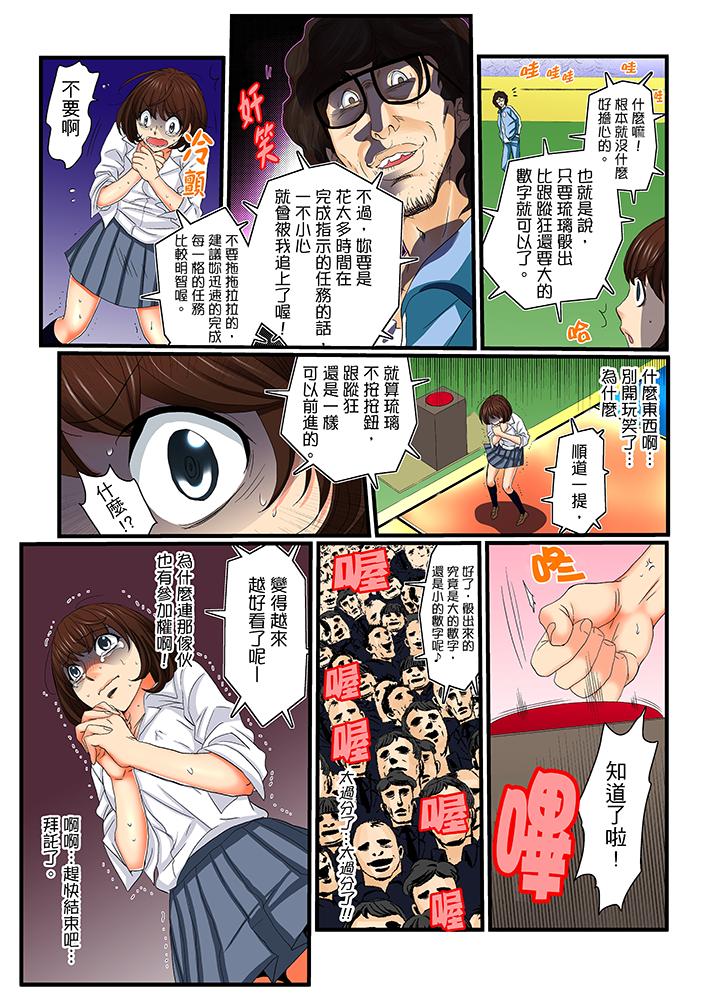 什麼嘛！
根本就沒什麼
好擔心的。
哇
哇
哇
哇
哇
也就是說，
只要琉璃骰出
比跟蹤狂還要大的
數字就可以了。
哈
奸笑
不過，妳要是
花太多時間在
完成指示的任務的話，
一不小心
就會被我追上了喔！
不要啊
冷顫
不要拖拖拉拉的，
建議妳迅速的完成
每一格的任務
比較明智喔。
什麼東西啊…
別開玩笑了…
為什麼
順道一提，
就算琉璃
不按按鈕，
跟蹤狂
還是一樣
可以前進的。
什麼!?
咚
知道了啦！
嗶
好了，骰出來的
究竟是大的數字，
還是小的數字呢♪
喔
喔
喔
喔
喔
太過分了…太過分了!!
變得越來
越好看了呢ー
為什麼連那傢伙
也有參加權啊！
啊啊…趕快結束吧…
拜託了。